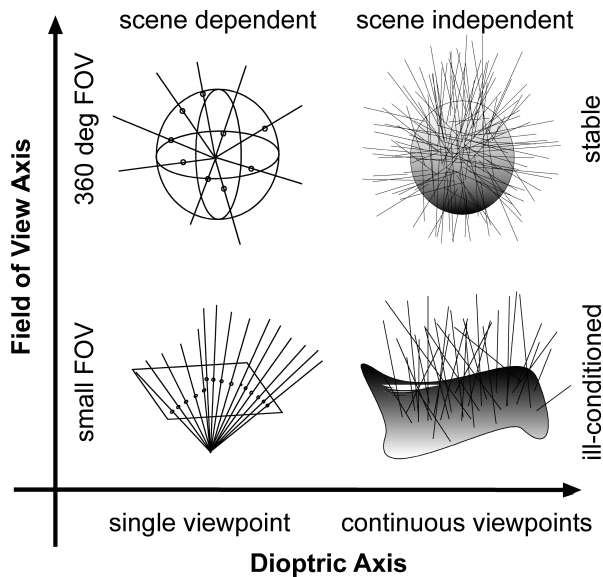 scene dependent
scene independent
Field of View Axis
360 deg FOV
stable
small FOV
ill-conditioned
single viewpoint
continuous viewpoints
Dioptric Axis